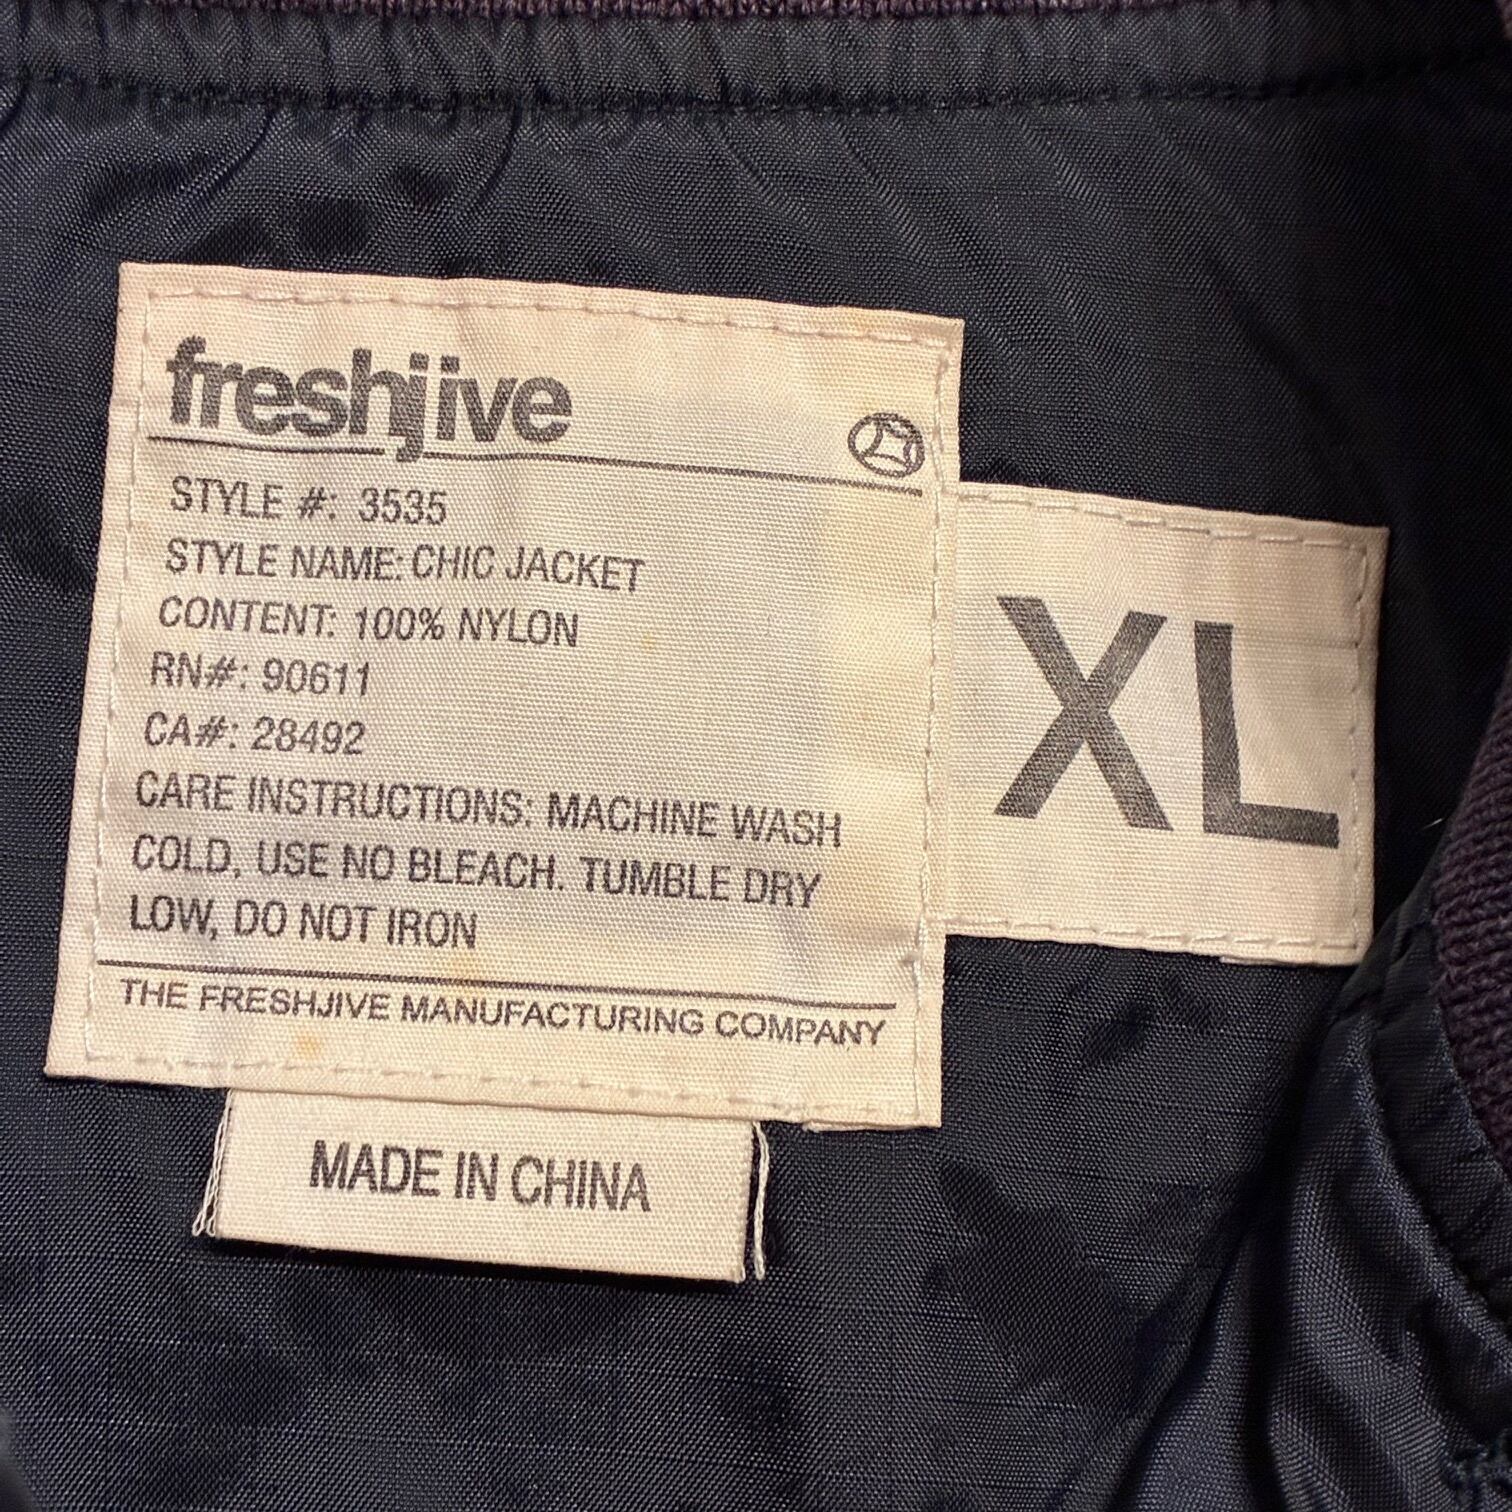 freshjive
STYLE #: 3535
STYLE NAME: CHIC JACKET
CONTENT: 100% NYLON
RN#: 90611
CA#: 28492
CARE INSTRUCTIONS: MACHINE WASH
COLD, USE NO BLEACH. TUMBLE DRY
LOW, DO NOT IRON
THE FRESHJIVE MANUFACTURING COMPANY
XL
MADE IN CHINA